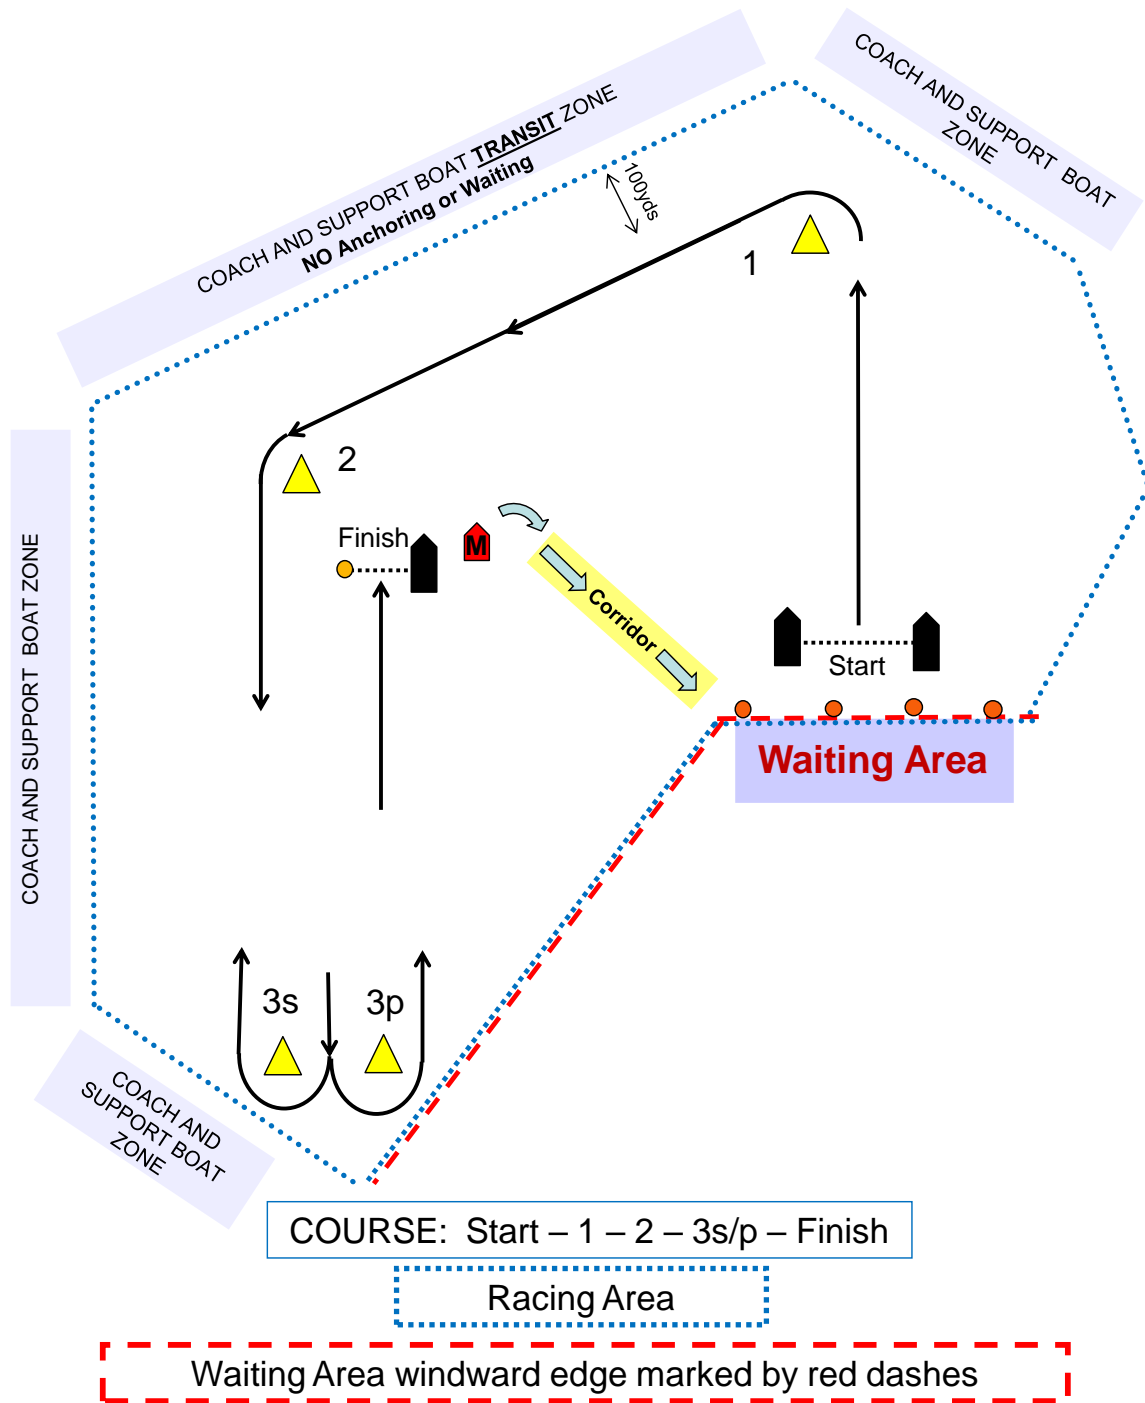 COACH AND SUPPORT BOAT TRANSIT ZONE
NO Anchoring or Waiting
COACH AND SUPPORT BOAT
ZONE
100yds
1
2
Finish
M
Corridor
Start
Waiting Area
COACH AND SUPPORT BOAT ZONE
3s
3p
COACH AND
SUPPORT BOAT
ZONE
COURSE: Start – 1 – 2 – 3s/p – Finish
Racing Area
Waiting Area windward edge marked by red dashes